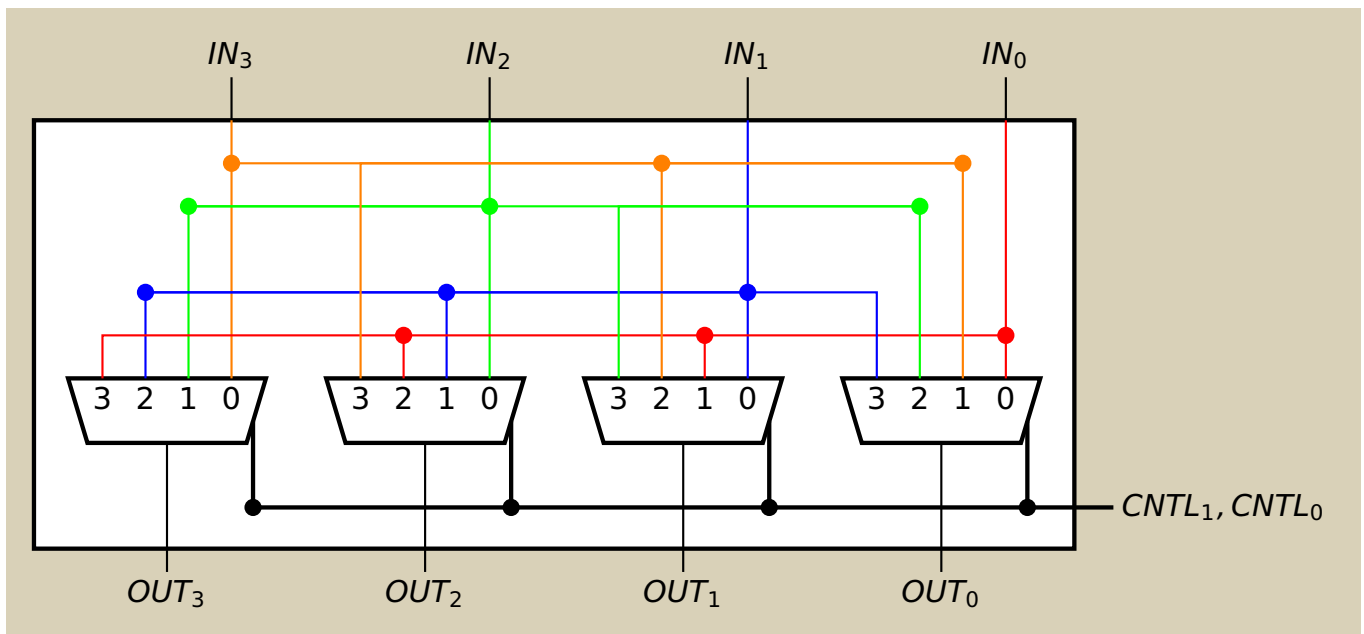 IN₃ IN₂ IN₁ IN₀
3 2 1 0 3 2 1 0 3 2 1 0 3 2 1 0
CNTL₁, CNTL₀
OUT₃ OUT₂ OUT₁ OUT₀